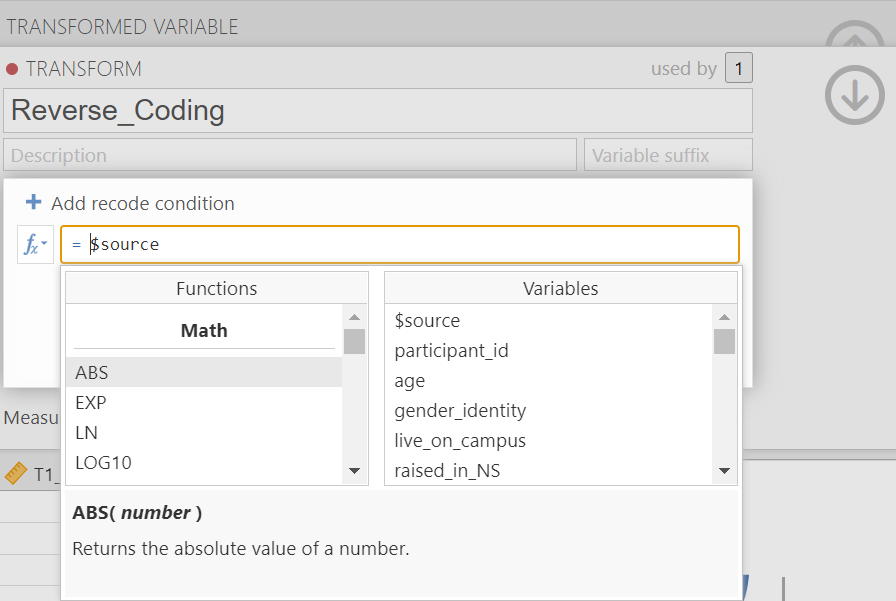 TRANSFORMED VARIABLE
TRANSFORM
used by 1
Reverse_Coding
Description
Variable suffix
+ Add recode condition
fx
= $source
Functions
Variables
Math
ABS
EXP
LN
LOG10
$source
participant_id
age
gender_identity
live_on_campus
raised_in_NS
Measu
T1_
ABS( number )
Returns the absolute value of a number.